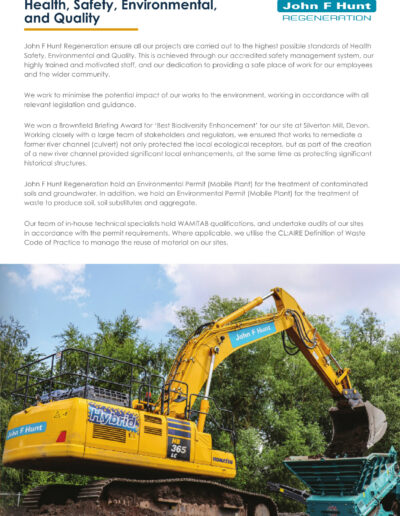 Health, Safety, Environmental,
and Quality
John F Hunt
REGENERATION
John F Hunt Regeneration ensure all our projects are carried out to the highest possible standards of Health
Safety, Environmental and Quality. This is achieved through our accredited safety management system, our
highly trained and motivated staff, and our dedication to providing a safe place of work for our employees
and the wider community.
We work to minimise the potential impact of our works to the environment, working in accordance with all
relevant legislation and guidance.
We won a Brownfield Briefing Award for 'Best Biodiversity Enhancement' for our site at Silverton Mill, Devon.
Working closely with a large team of stakeholders and regulators, we ensured that works to remediate a
former river channel (culvert) not only protected the local ecological receptors, but as part of the creation
of a new river channel provided significant local enhancements, at the same time as protecting significant
historical structures.
John F Hunt Regeneration hold an Environmental Permit (Mobile Plant) for the treatment of contaminated
soils and groundwater. In addition, we hold an Environmental Permit (Mobile Plant) for the treatment of
waste to produce soil, soil substitutes and aggregate.
Our team of in-house technical specialists hold WAMITAB qualifications, and undertake audits of our sites
in accordance with the permit requirements. Where applicable, we utilise the CL:AIRE Definition of Waste
Code of Practice to manage the reuse of material on our sites.
John F Hunt
Hybrid
John F Hunt
HB
365
LC
KOMATSU